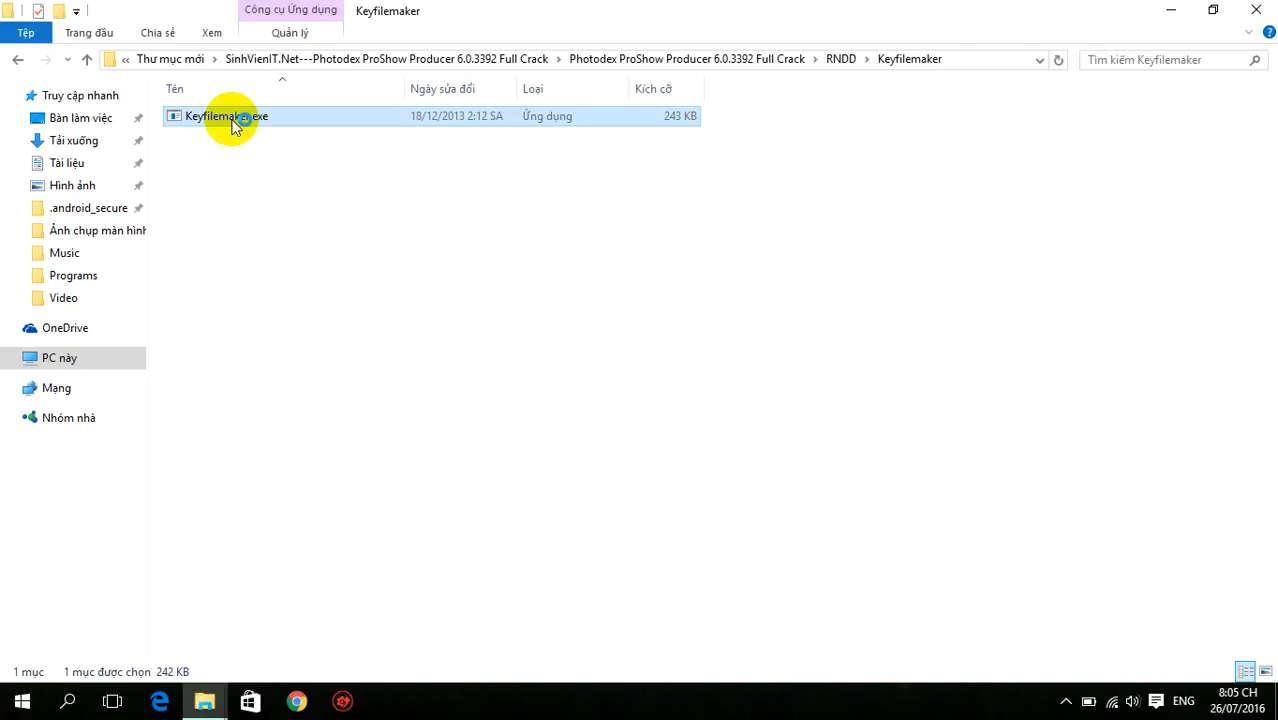 Công cụ Ứng dụng
Keyfilemaker
Tệp
Trang đầu
Chia sẻ
Xem
Quản lý
« Thư mục mới > SinhVienIT.Net---Photodex ProShow Producer 6.0.3392 Full Crack > Photodex ProShow Producer 6.0.3392 Full Crack > RNDD > Keyfilemaker
Tìm kiếm Keyfilemaker
Tên
Ngày sửa đổi
Loại
Kích cỡ
Keyfilemaker.exe
18/12/2013 2:12 SA
Ứng dụng
243 KB
Truy cập nhanh
Bàn làm việc
Tải xuống
Tài liệu
Hình ảnh
.android_secure
Ảnh chụp màn hình
Music
Programs
Video
OneDrive
PC này
Mạng
Nhóm nhà
1 mục
1 mục được chọn 242 KB
ENG
8:05 CH
26/07/2016